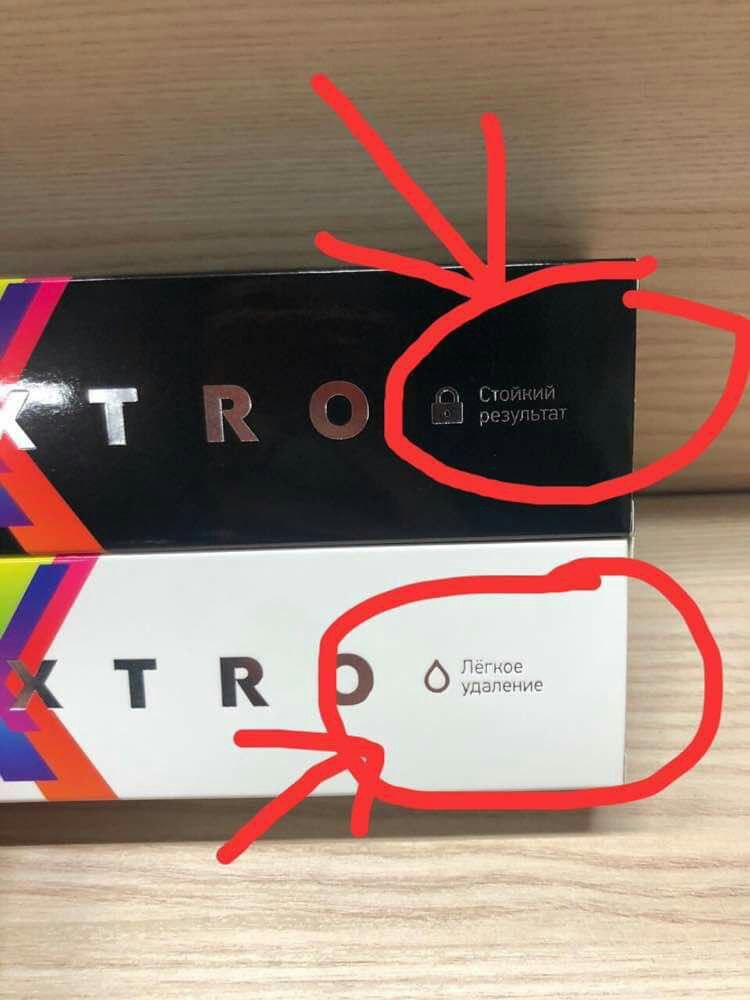 XTRO
Стойкий
результат
XTRO
Лёгкое
удаление